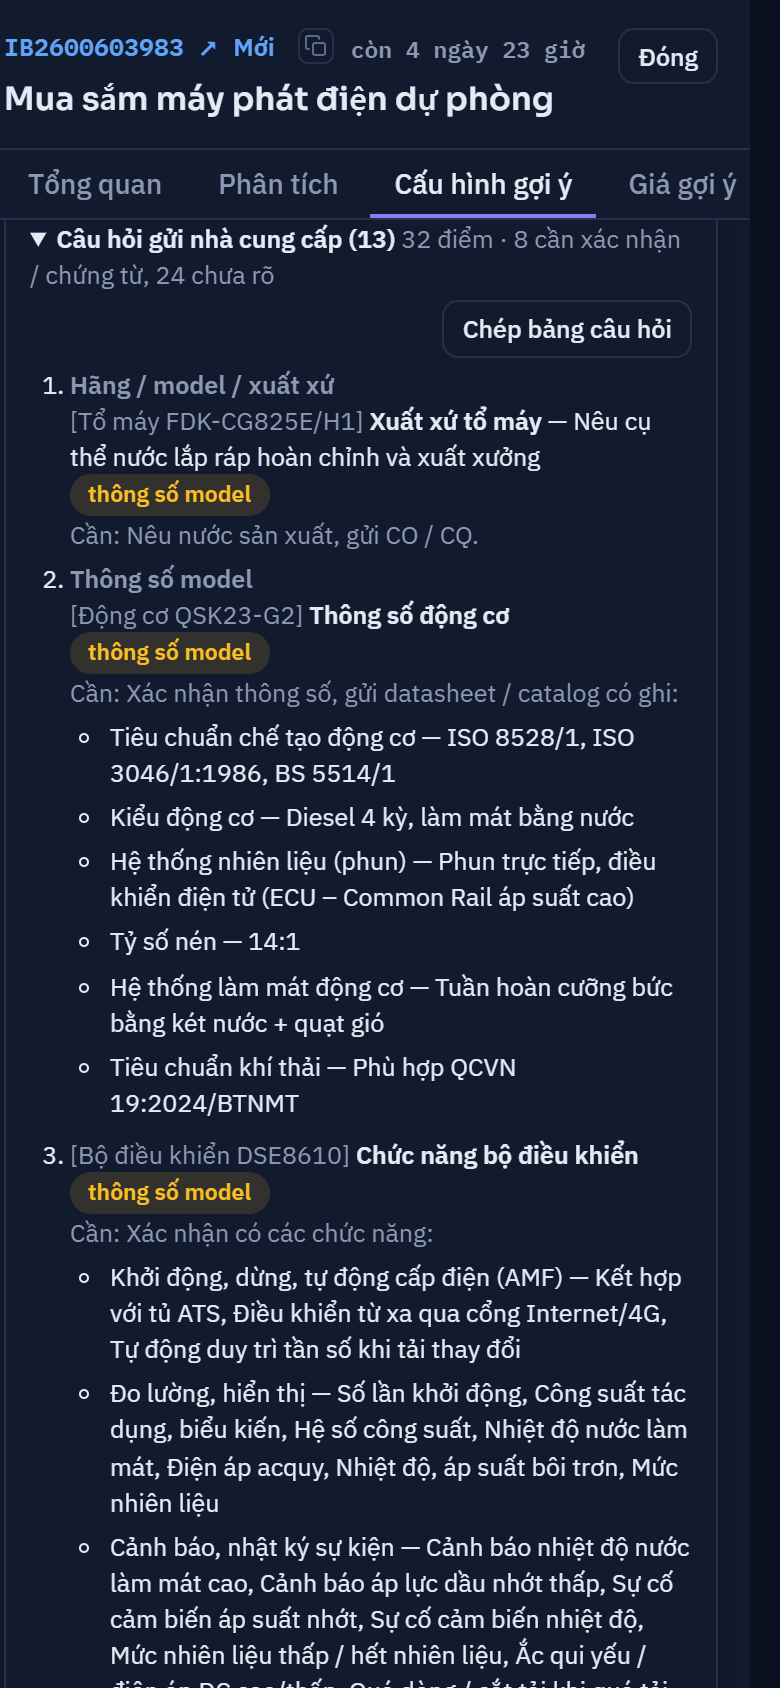 IB2600603983 ↗ Mới còn 4 ngày 23 giờ Đóng
Mua sắm máy phát điện dự phòng
Tổng quan Phân tích Cấu hình gợi ý Giá gợi ý
▼ Câu hỏi gửi nhà cung cấp (13) 32 điểm · 8 cần xác nhận
/ chứng từ, 24 chưa rõ
Chép bảng câu hỏi
1. Hãng / model / xuất xứ
[Tổ máy FDK-CG825E/H1] Xuất xứ tổ máy — Nêu cụ
thể nước lắp ráp hoàn chỉnh và xuất xưởng
thông số model
Cần: Nêu nước sản xuất, gửi CO / CQ.
2. Thông số model
[Động cơ QSK23-G2] Thông số động cơ
thông số model
Cần: Xác nhận thông số, gửi datasheet / catalog có ghi:
Tiêu chuẩn chế tạo động cơ — ISO 8528/1, ISO
3046/1:1986, BS 5514/1
Kiểu động cơ — Diesel 4 kỳ, làm mát bằng nước
Hệ thống nhiên liệu (phun) — Phun trực tiếp, điều
khiển điện tử (ECU – Common Rail áp suất cao)
Tỷ số nén — 14:1
Hệ thống làm mát động cơ — Tuần hoàn cưỡng bức
bằng két nước + quạt gió
Tiêu chuẩn khí thải — Phù hợp QCVN
19:2024/BTNMT
3. [Bộ điều khiển DSE8610] Chức năng bộ điều khiển
thông số model
Cần: Xác nhận có các chức năng:
Khởi động, dừng, tự động cấp điện (AMF) — Kết hợp
với tủ ATS, Điều khiển từ xa qua cổng Internet/4G,
Tự động duy trì tần số khi tải thay đổi
Đo lường, hiển thị — Số lần khởi động, Công suất tác
dụng, biểu kiến, Hệ số công suất, Nhiệt độ nước làm
mát, Điện áp acquy, Nhiệt độ, áp suất bôi trơn, Mức
nhiên liệu
Cảnh báo, nhật ký sự kiện — Cảnh báo nhiệt độ nước
làm mát cao, Cảnh báo áp lực dầu nhớt thấp, Sự cố
cảm biến áp suất nhớt, Sự cố cảm biến nhiệt độ,
Mức nhiên liệu thấp / hết nhiên liệu, Ắc qui yếu /
điện áp DC cao/thấp, Quá dòng / sắt tải khi quá tải